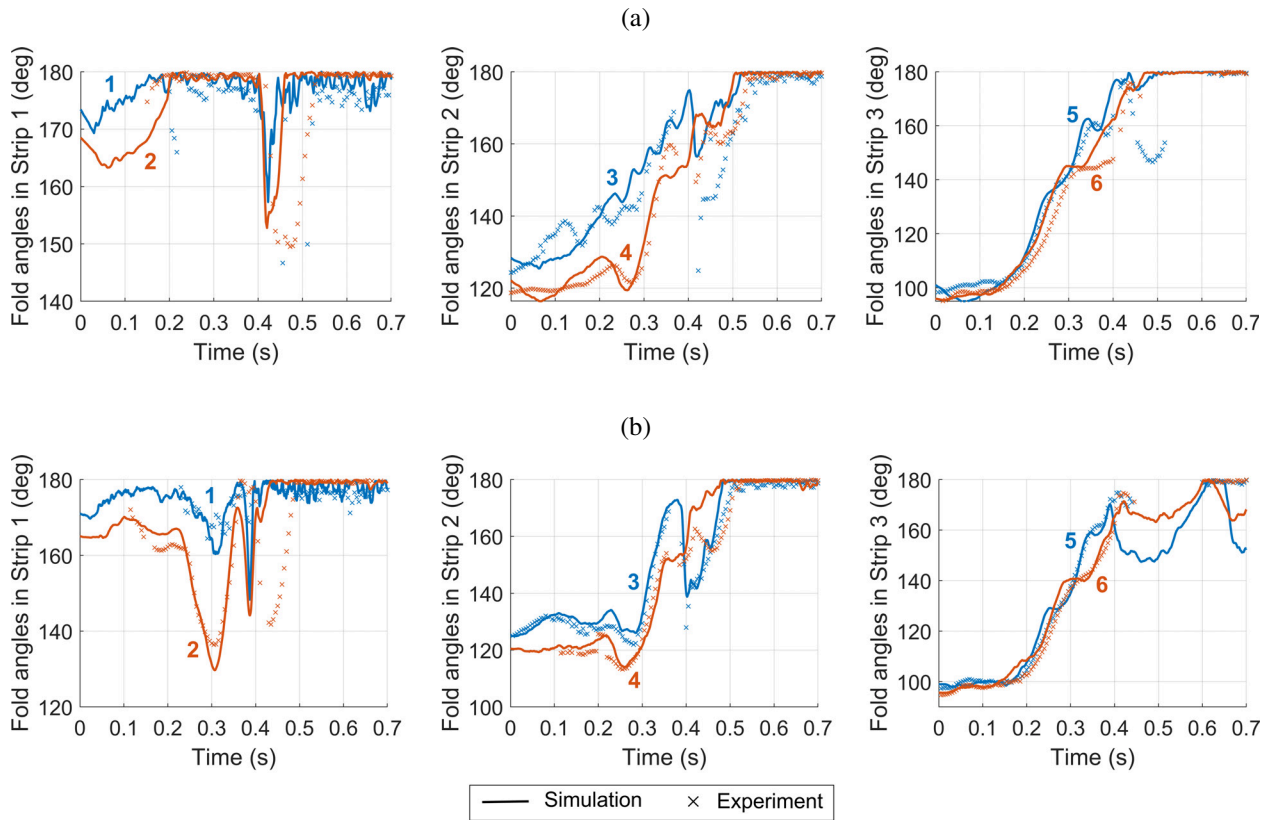 (a)
Fold angles in Strip 1 (deg)
180
170
160
150
140
1
2
0 0.1 0.2 0.3 0.4 0.5 0.6 0.7
Time (s)
Fold angles in Strip 2 (deg)
180
160
140
120
3
4
0 0.1 0.2 0.3 0.4 0.5 0.6 0.7
Time (s)
Fold angles in Strip 3 (deg)
180
160
140
120
100
5
6
0 0.1 0.2 0.3 0.4 0.5 0.6 0.7
Time (s)
(b)
Fold angles in Strip 1 (deg)
180
160
140
120
1
2
0 0.1 0.2 0.3 0.4 0.5 0.6 0.7
Time (s)
Fold angles in Strip 2 (deg)
180
160
140
120
100
3
4
0 0.1 0.2 0.3 0.4 0.5 0.6 0.7
Time (s)
Fold angles in Strip 3 (deg)
180
160
140
120
100
5
6
0 0.1 0.2 0.3 0.4 0.5 0.6 0.7
Time (s)
Simulation × Experiment